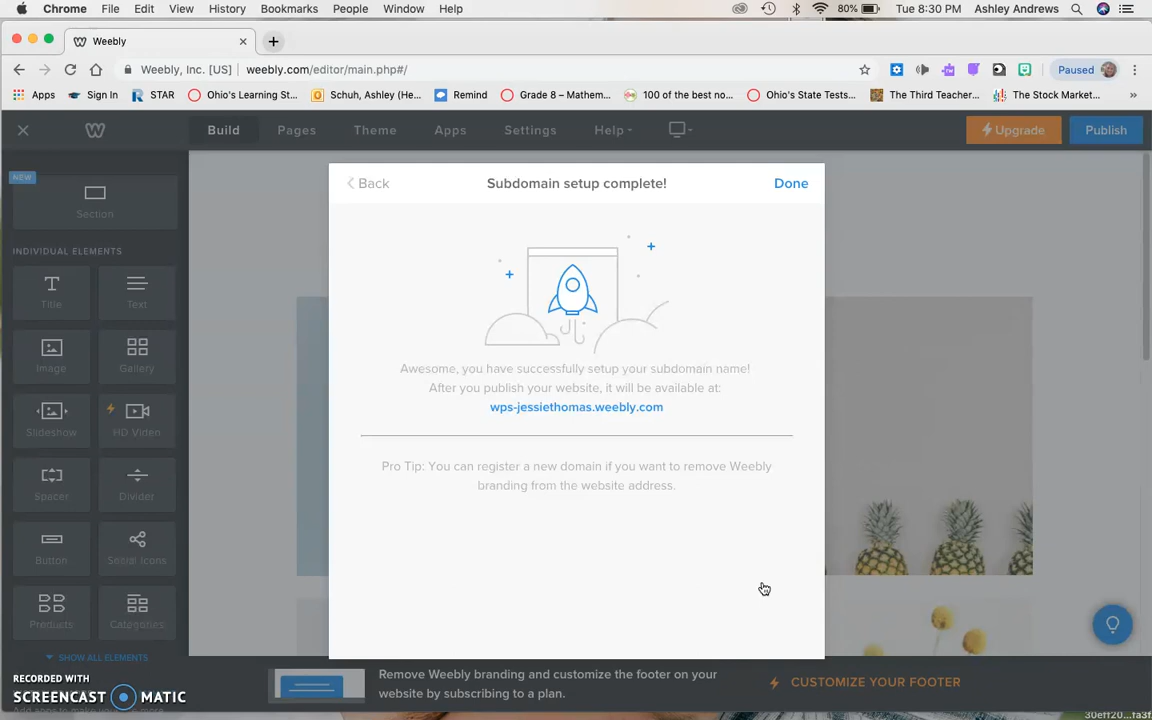 Chrome File Edit View History Bookmarks People Window Help 80% Tue 8:30 PM Ashley Andrews
Weebly
Weebly, Inc. [US] weebly.com/editor/main.php#/ Paused
Apps Sign In STAR Ohio's Learning St... Schuh, Ashley (He... Remind Grade 8 – Mathem... 100 of the best no... Ohio's State Tests... The Third Teacher... The Stock Market... »
Build Pages Theme Apps Settings Help Upgrade Publish
NEW
Section
INDIVIDUAL ELEMENTS
Title Text
Image Gallery
Slideshow HD Video
Spacer Divider
Button Social Icons
Products Categories
SHOW ALL ELEMENTS
Back Subdomain setup complete! Done
Awesome, you have successfully setup your subdomain name!
After you publish your website, it will be available at:
wps-jessiethomas.weebly.com
Pro Tip: You can register a new domain if you want to remove Weebly
branding from the website address.
Remove Weebly branding and customize the footer on your
website by subscribing to a plan.
CUSTOMIZE YOUR FOOTER
RECORDED WITH
SCREENCAST MATIC
30eff20...fa3f